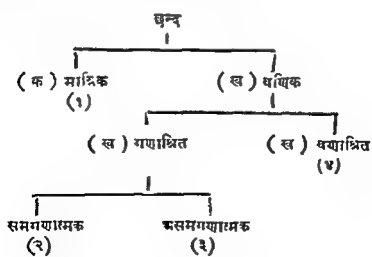 छन्द
( क ) मात्रिक ( ख ) वर्णिक
(१)
( ख ) गणाश्रित ( ख ) वर्णाश्रित
(४)
समगणात्मक असमगणात्मक
(२) (३)